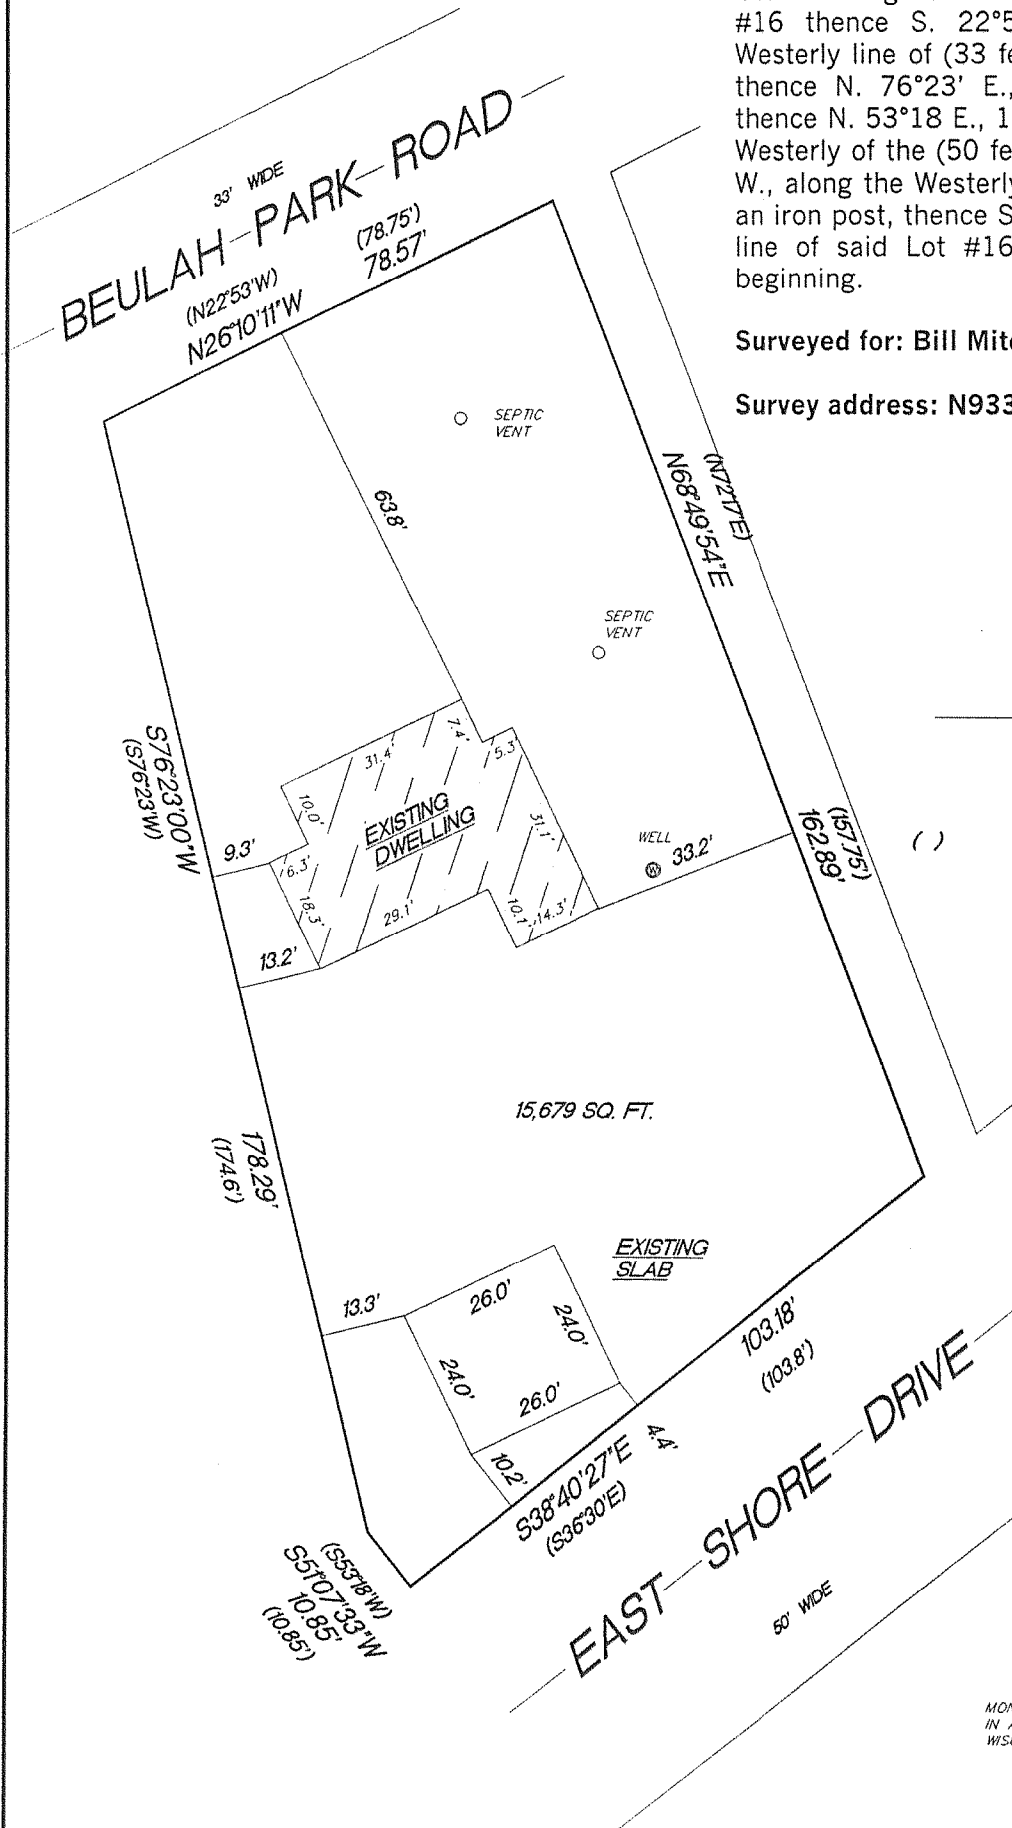 #16 thence S. 22°5
Westerly line of (33 fe
thence N. 76°23' E.,
thence N. 53°18 E., 1
Westerly of the (50 fe
W., along the Westerly
an iron post, thence S
line of said Lot #16
beginning.
Surveyed for: Bill Mit
Survey address: N933
33' WIDE
BEULAH PARK ROAD
(78.75')
78.57'
(N22°53'W)
N26°10'11"W
SEPTIC
VENT
63.8'
(N72°17'E)
N68°49'54"E
SEPTIC
VENT
S76°23'00"W
(S76°23'W)
7.4'
5.3'
31.4'
10.0'
EXISTING
DWELLING
31.1'
WELL
W
33.2'
(157.75')
162.89'
( )
9.3'
6.3'
18.3'
29.1'
10.1'
14.3'
13.2'
15,679 SQ. FT.
178.29'
(174.6')
EXISTING
SLAB
13.3'
26.0'
24.0'
24.0'
26.0'
103.18'
(103.8')
10.2'
4.4'
S38°40'27"E
(S36°30'E)
EAST SHORE DRIVE
50' WIDE
(S53°18'W)
S51°07'33"W
10.85'
(10.85')
MON
IN A
WIS